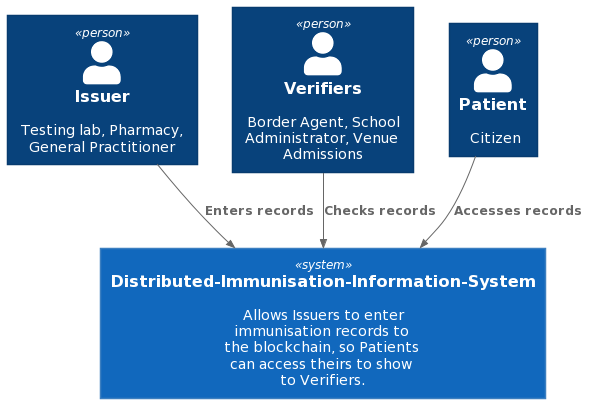 «person»
Issuer
Testing lab, Pharmacy,
General Practitioner
«person»
Verifiers
Border Agent, School
Administrator, Venue
Admissions
«person»
Patient
Citizen
Enters records
Checks records
Accesses records
«system»
Distributed-Immunisation-Information-System
Allows Issuers to enter
immunisation records to
the blockchain, so Patients
can access theirs to show
to Verifiers.